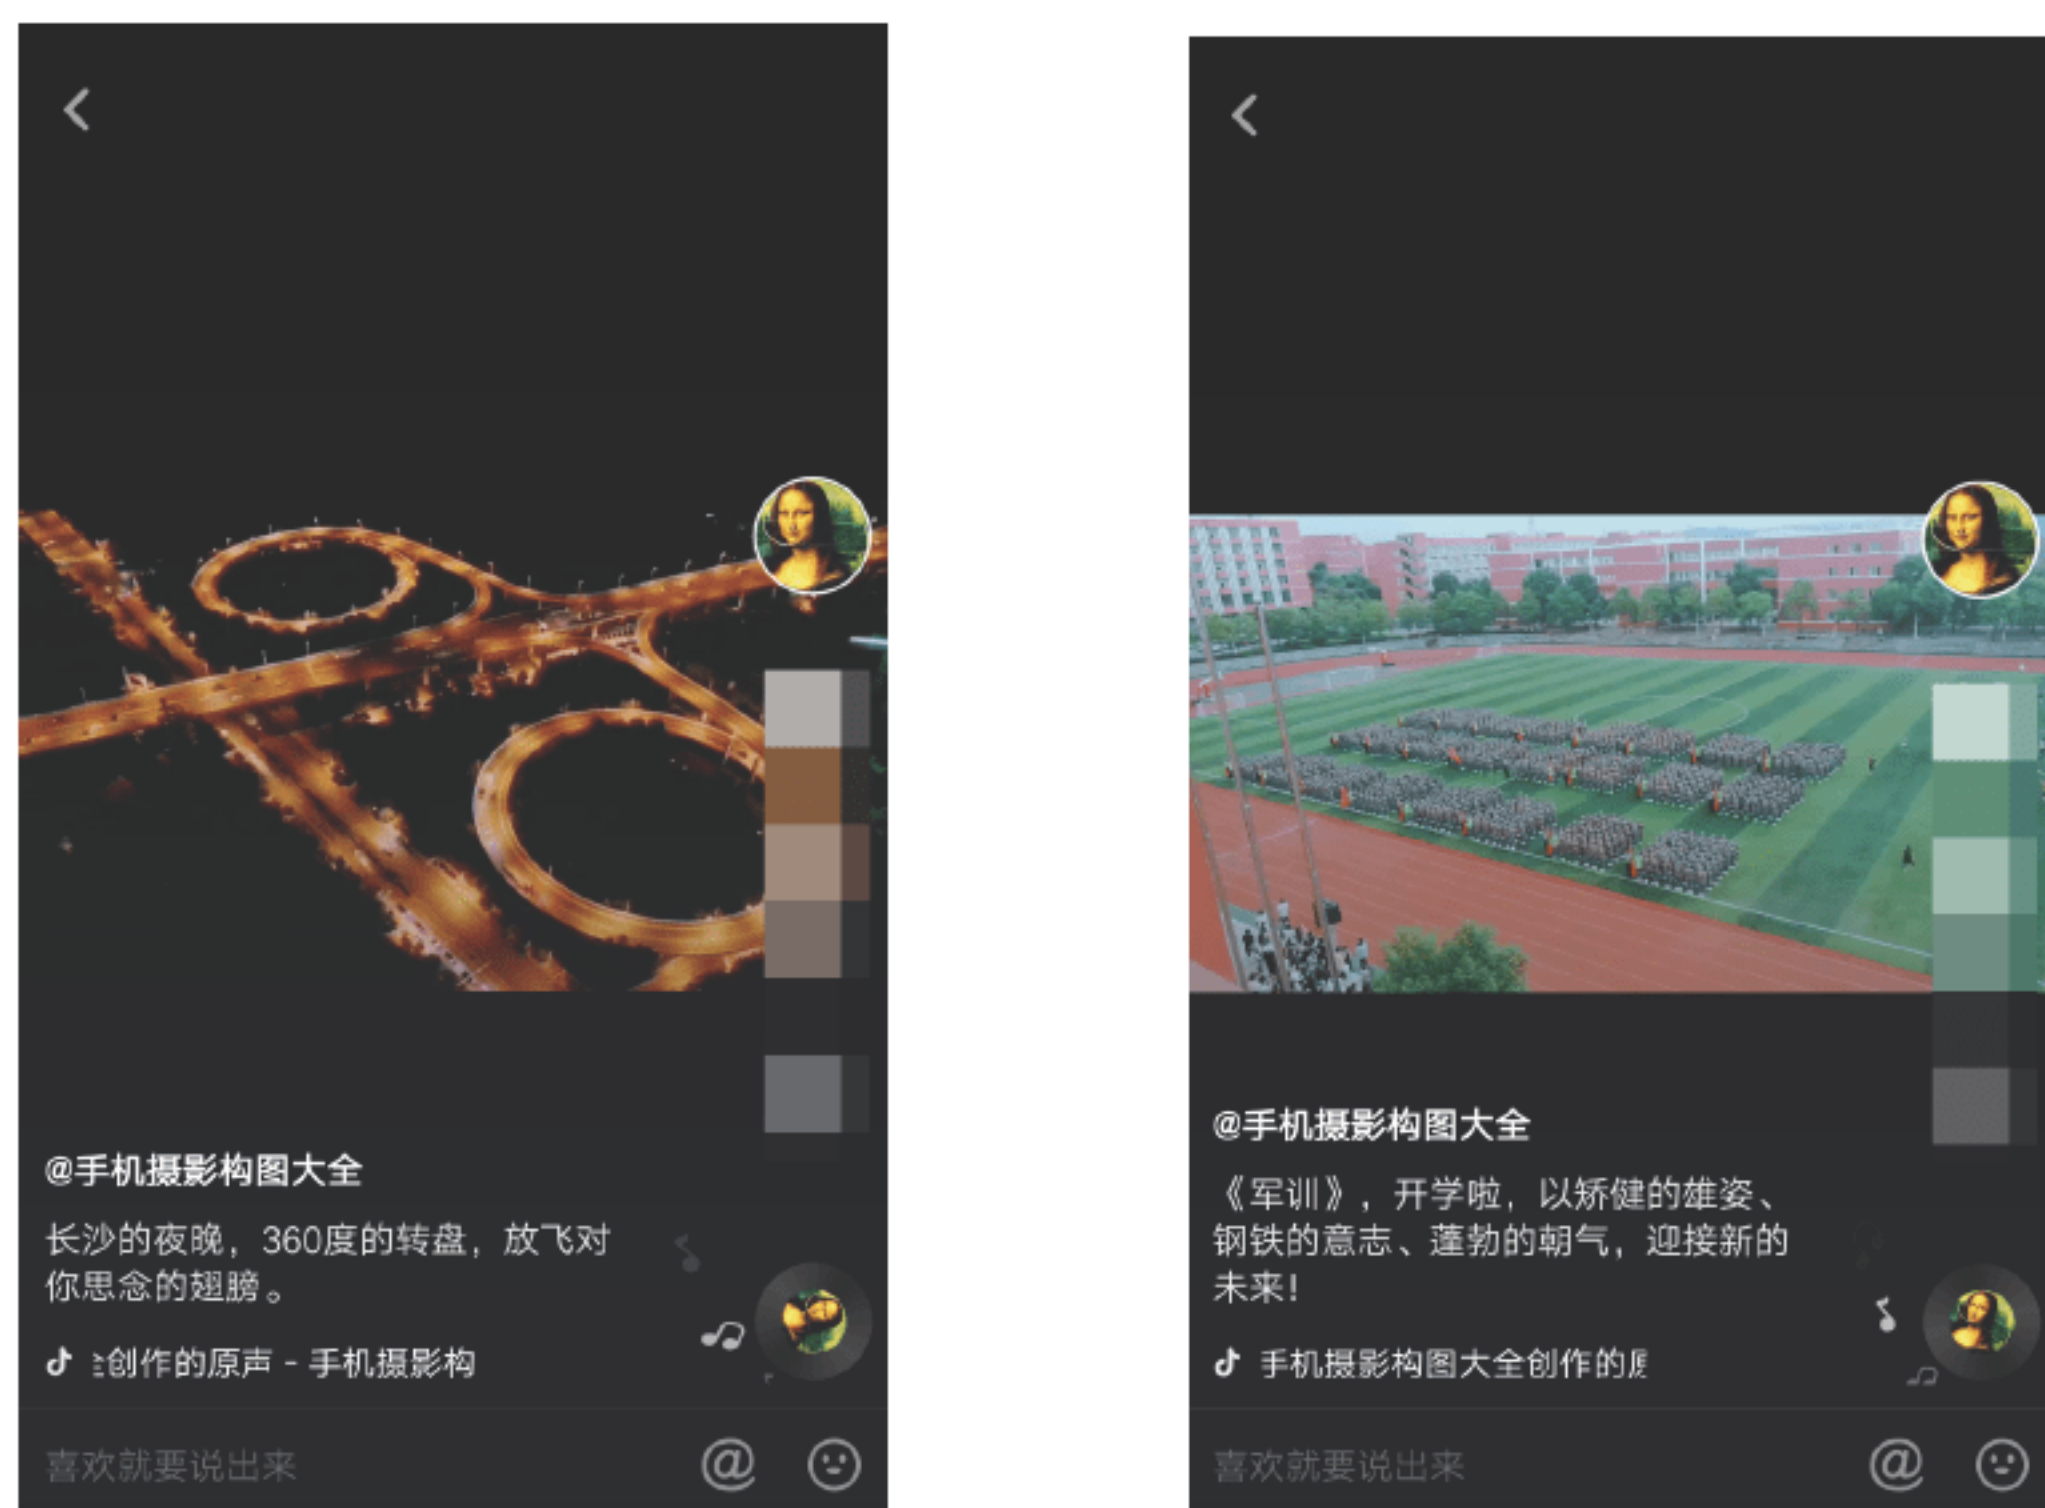 @手机摄影构图大全
长沙的夜晚，360度的转盘，放飞对
你思念的翅膀。
创作的原声 - 手机摄影构
喜欢就要说出来
@
@手机摄影构图大全
《军训》，开学啦，以矫健的雄姿、
钢铁的意志、蓬勃的朝气，迎接新的
未来！
手机摄影构图大全创作的
喜欢就要说出来
@